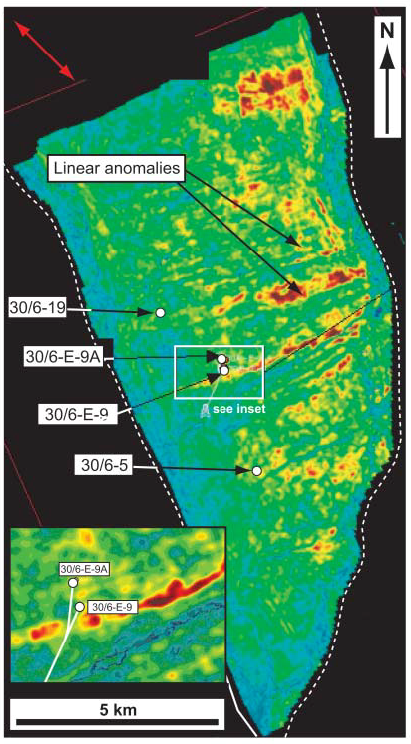 N
Linear anomalies
30/6-19
30/6-E-9A
30/6-E-9
see inset
30/6-5
30/6-E-9A
30/6-E-9
5 km